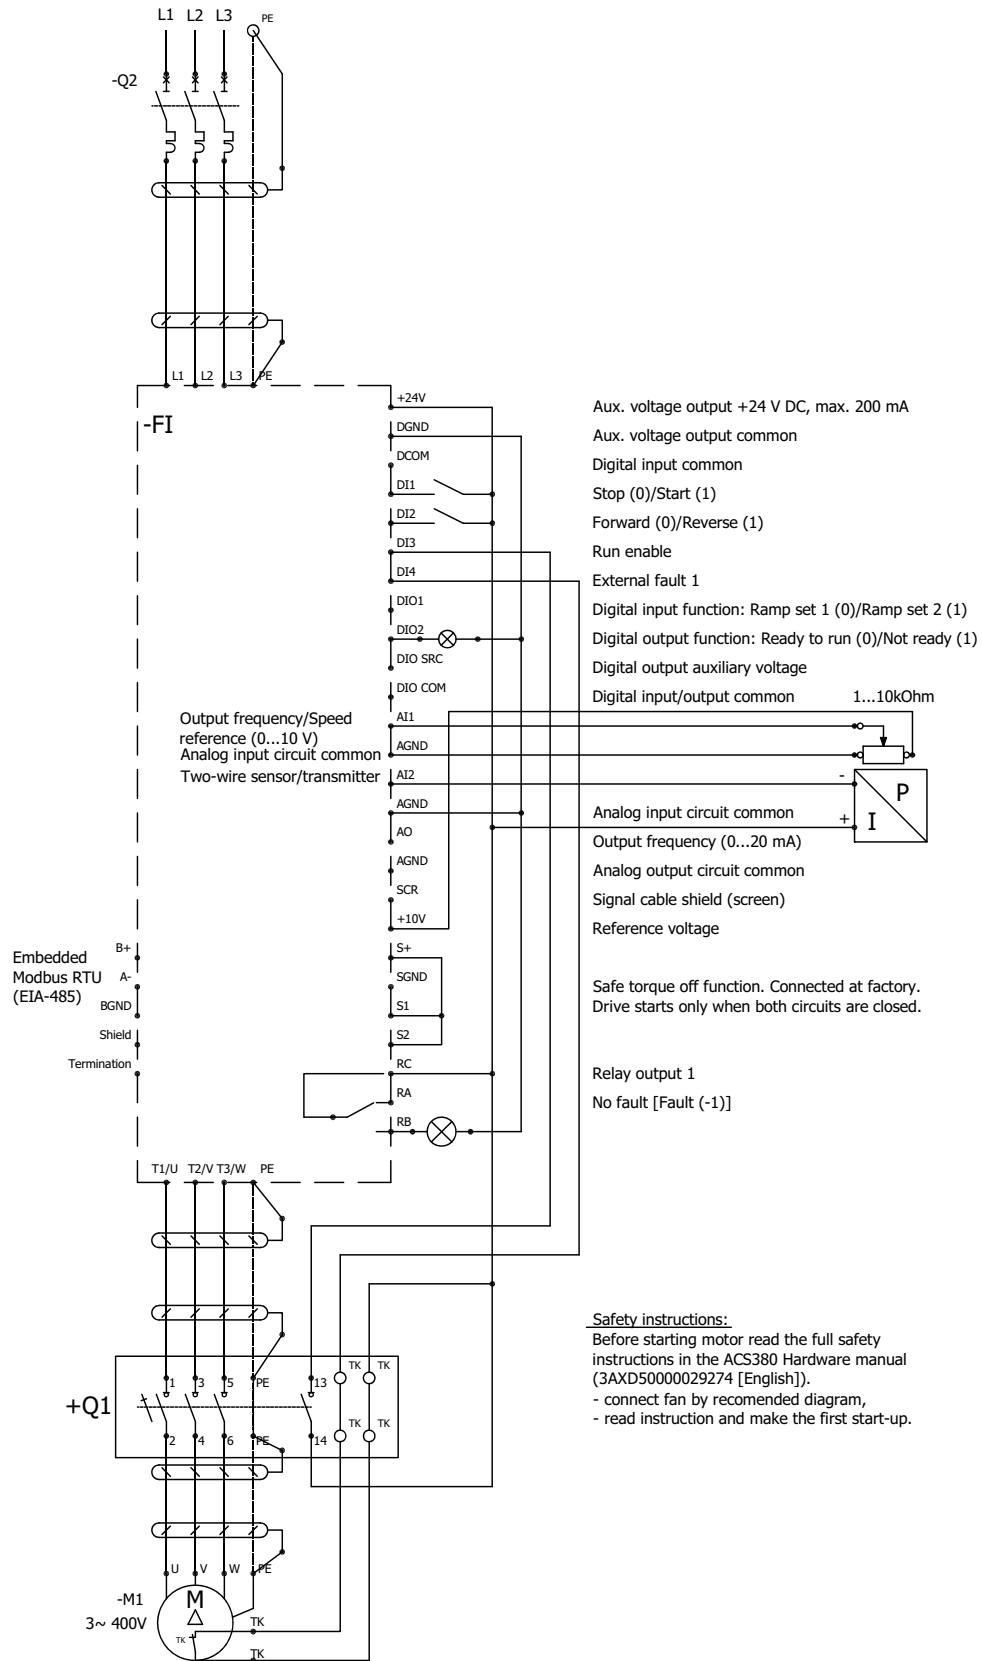 L1 L2 L3 PE
-Q2
L1 L2 L3 PE
-FI
+24V
Aux. voltage output +24 V DC, max. 200 mA
DGND
Aux. voltage output common
DCOM
Digital input common
DI1
Stop (0)/Start (1)
DI2
Forward (0)/Reverse (1)
DI3
Run enable
DI4
External fault 1
DIO1
Digital input function: Ramp set 1 (0)/Ramp set 2 (1)
DIO2
Digital output function: Ready to run (0)/Not ready (1)
DIO SRC
Digital output auxiliary voltage
DIO COM
Digital input/output common
1...10kOhm
Output frequency/Speed
reference (0...10 V)
AI1
Analog input circuit common
AGND
Two-wire sensor/transmitter
AI2
-
P
I
+
AGND
Analog input circuit common
AO
Output frequency (0...20 mA)
AGND
Analog output circuit common
SCR
Signal cable shield (screen)
+10V
Reference voltage
Embedded
Modbus RTU
(EIA-485)
B+
A-
BGND
Shield
Termination
S+
SGND
S1
S2
Safe torque off function. Connected at factory.
Drive starts only when both circuits are closed.
RC
Relay output 1
RA
No fault [Fault (-1)]
RB
T1/U T2/V T3/W PE
Safety instructions:
Before starting motor read the full safety
instructions in the ACS380 Hardware manual
(3AXD50000029274 [English]).
- connect fan by recomended diagram,
- read instruction and make the first start-up.
+Q1
1 3 5 PE 13 TK TK
2 4 6 PE 14 TK TK
U V W PE
-M1
3~ 400V
M
TK
TK
TK